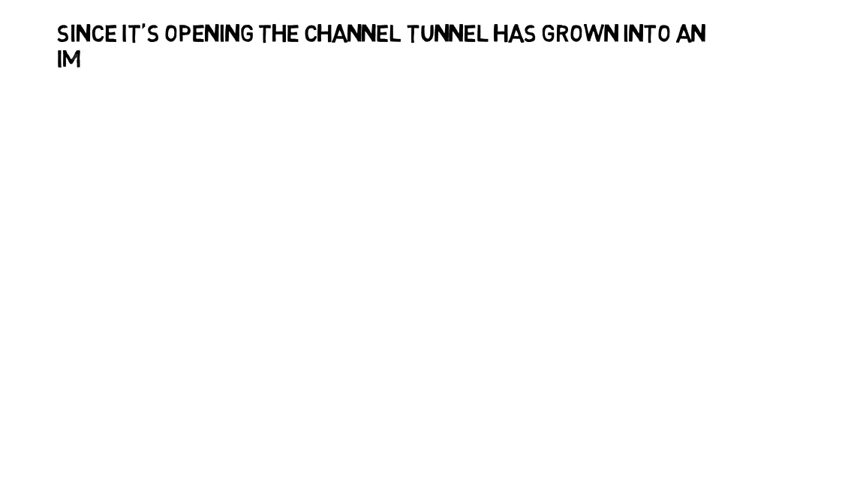 SINCE IT'S OPENING THE CHANNEL TUNNEL HAS GROWN INTO AN
IM